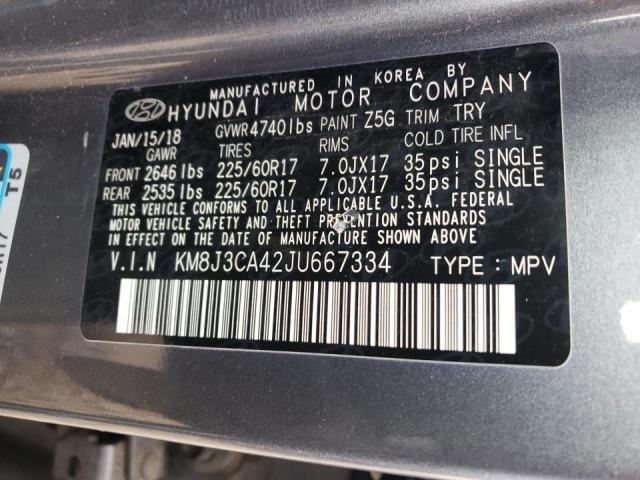 MANUFACTURED IN KOREA BY
HYUNDAI MOTOR COMPANY
JAN/15/18 GVWR 4740lbs PAINT Z5G TRIM TRY
GAWR TIRES RIMS COLD TIRE INFL
FRONT 2646 lbs 225/60R17 7.0JX17 35psi SINGLE
REAR 2535 lbs 225/60R17 7.0JX17 35psi SINGLE
THIS VEHICLE CONFORMS TO ALL APPLICABLE U.S.A. FEDERAL
MOTOR VEHICLE SAFETY AND THEFT PREVENTION STANDARDS
IN EFFECT ON THE DATE OF MANUFACTURE SHOWN ABOVE.
V.I.N KM8J3CA42JU667334 TYPE : MPV
T5